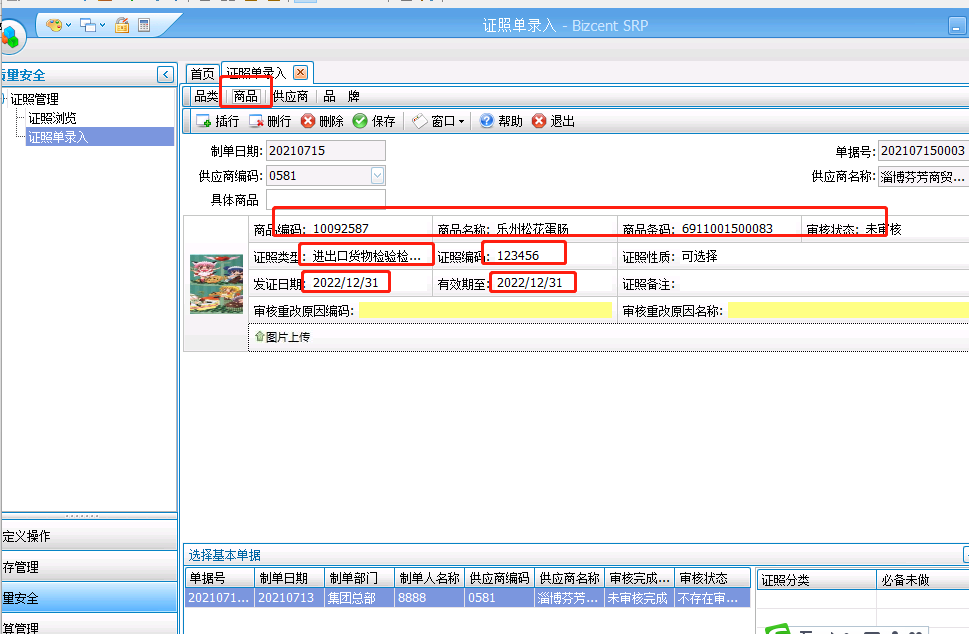 证照单录入 - Bizcent SRP
质量安全
证照管理
证照浏览
证照单录入
首页 证照单录入
品类 商品 供应商 品 牌
插行 删行 删除 保存 窗口 帮助 退出
制单日期: 20210715 单据号: 202107150003
供应商编码: 0581 供应商名称: 淄博芬芳商贸...
具体商品
商品编码: 10092587 商品名称: 乐州松花蛋肠 商品条码: 6911001500083 审核状态: 未审核
证照类型: 进出口货物检验检... 证照编码: 123456 证照性质: 可选择
发证日期: 2022/12/31 有效期至: 2022/12/31 证照备注:
审核重改原因编码: 审核重改原因名称:
图片上传
定义操作
存管理
量安全
算管理
选择基本单据
单据号 制单日期 制单部门 制单人名称 供应商编码 供应商名称 审核完成... 审核状态
2021071... 20210713 集团总部 8888 0581 淄博芬芳... 未审核完成 不存在审...
证照分类 必备未做